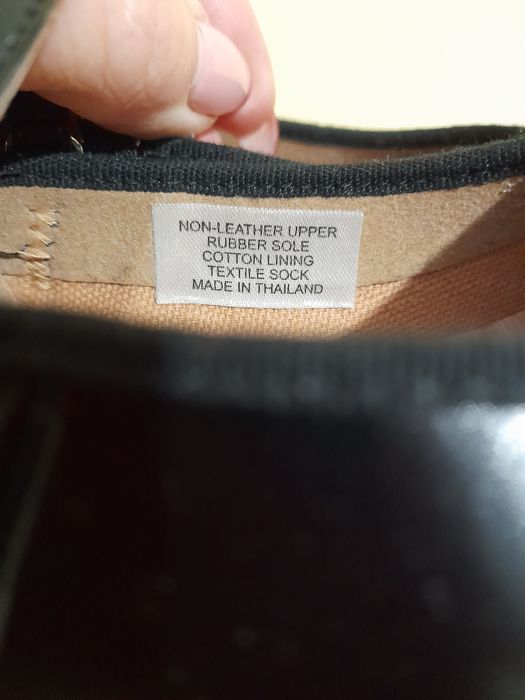 NON-LEATHER UPPER
RUBBER SOLE
COTTON LINING
TEXTILE SOCK
MADE IN THAILAND